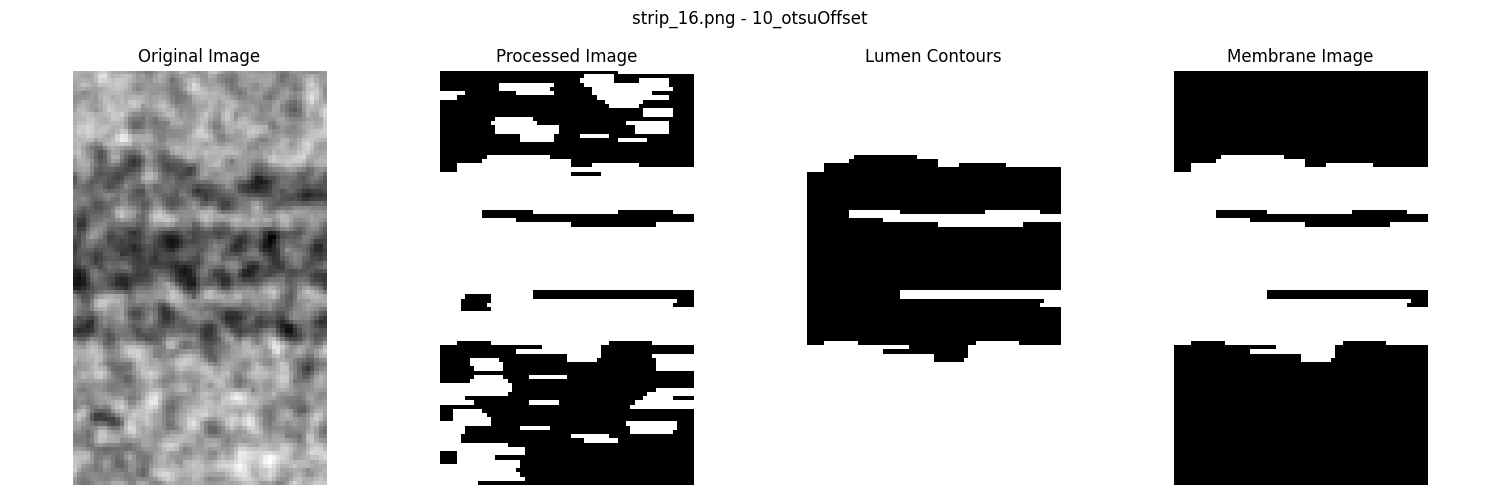 strip_16.png - 10_otsuOffset
Original Image
Processed Image
Lumen Contours
Membrane Image